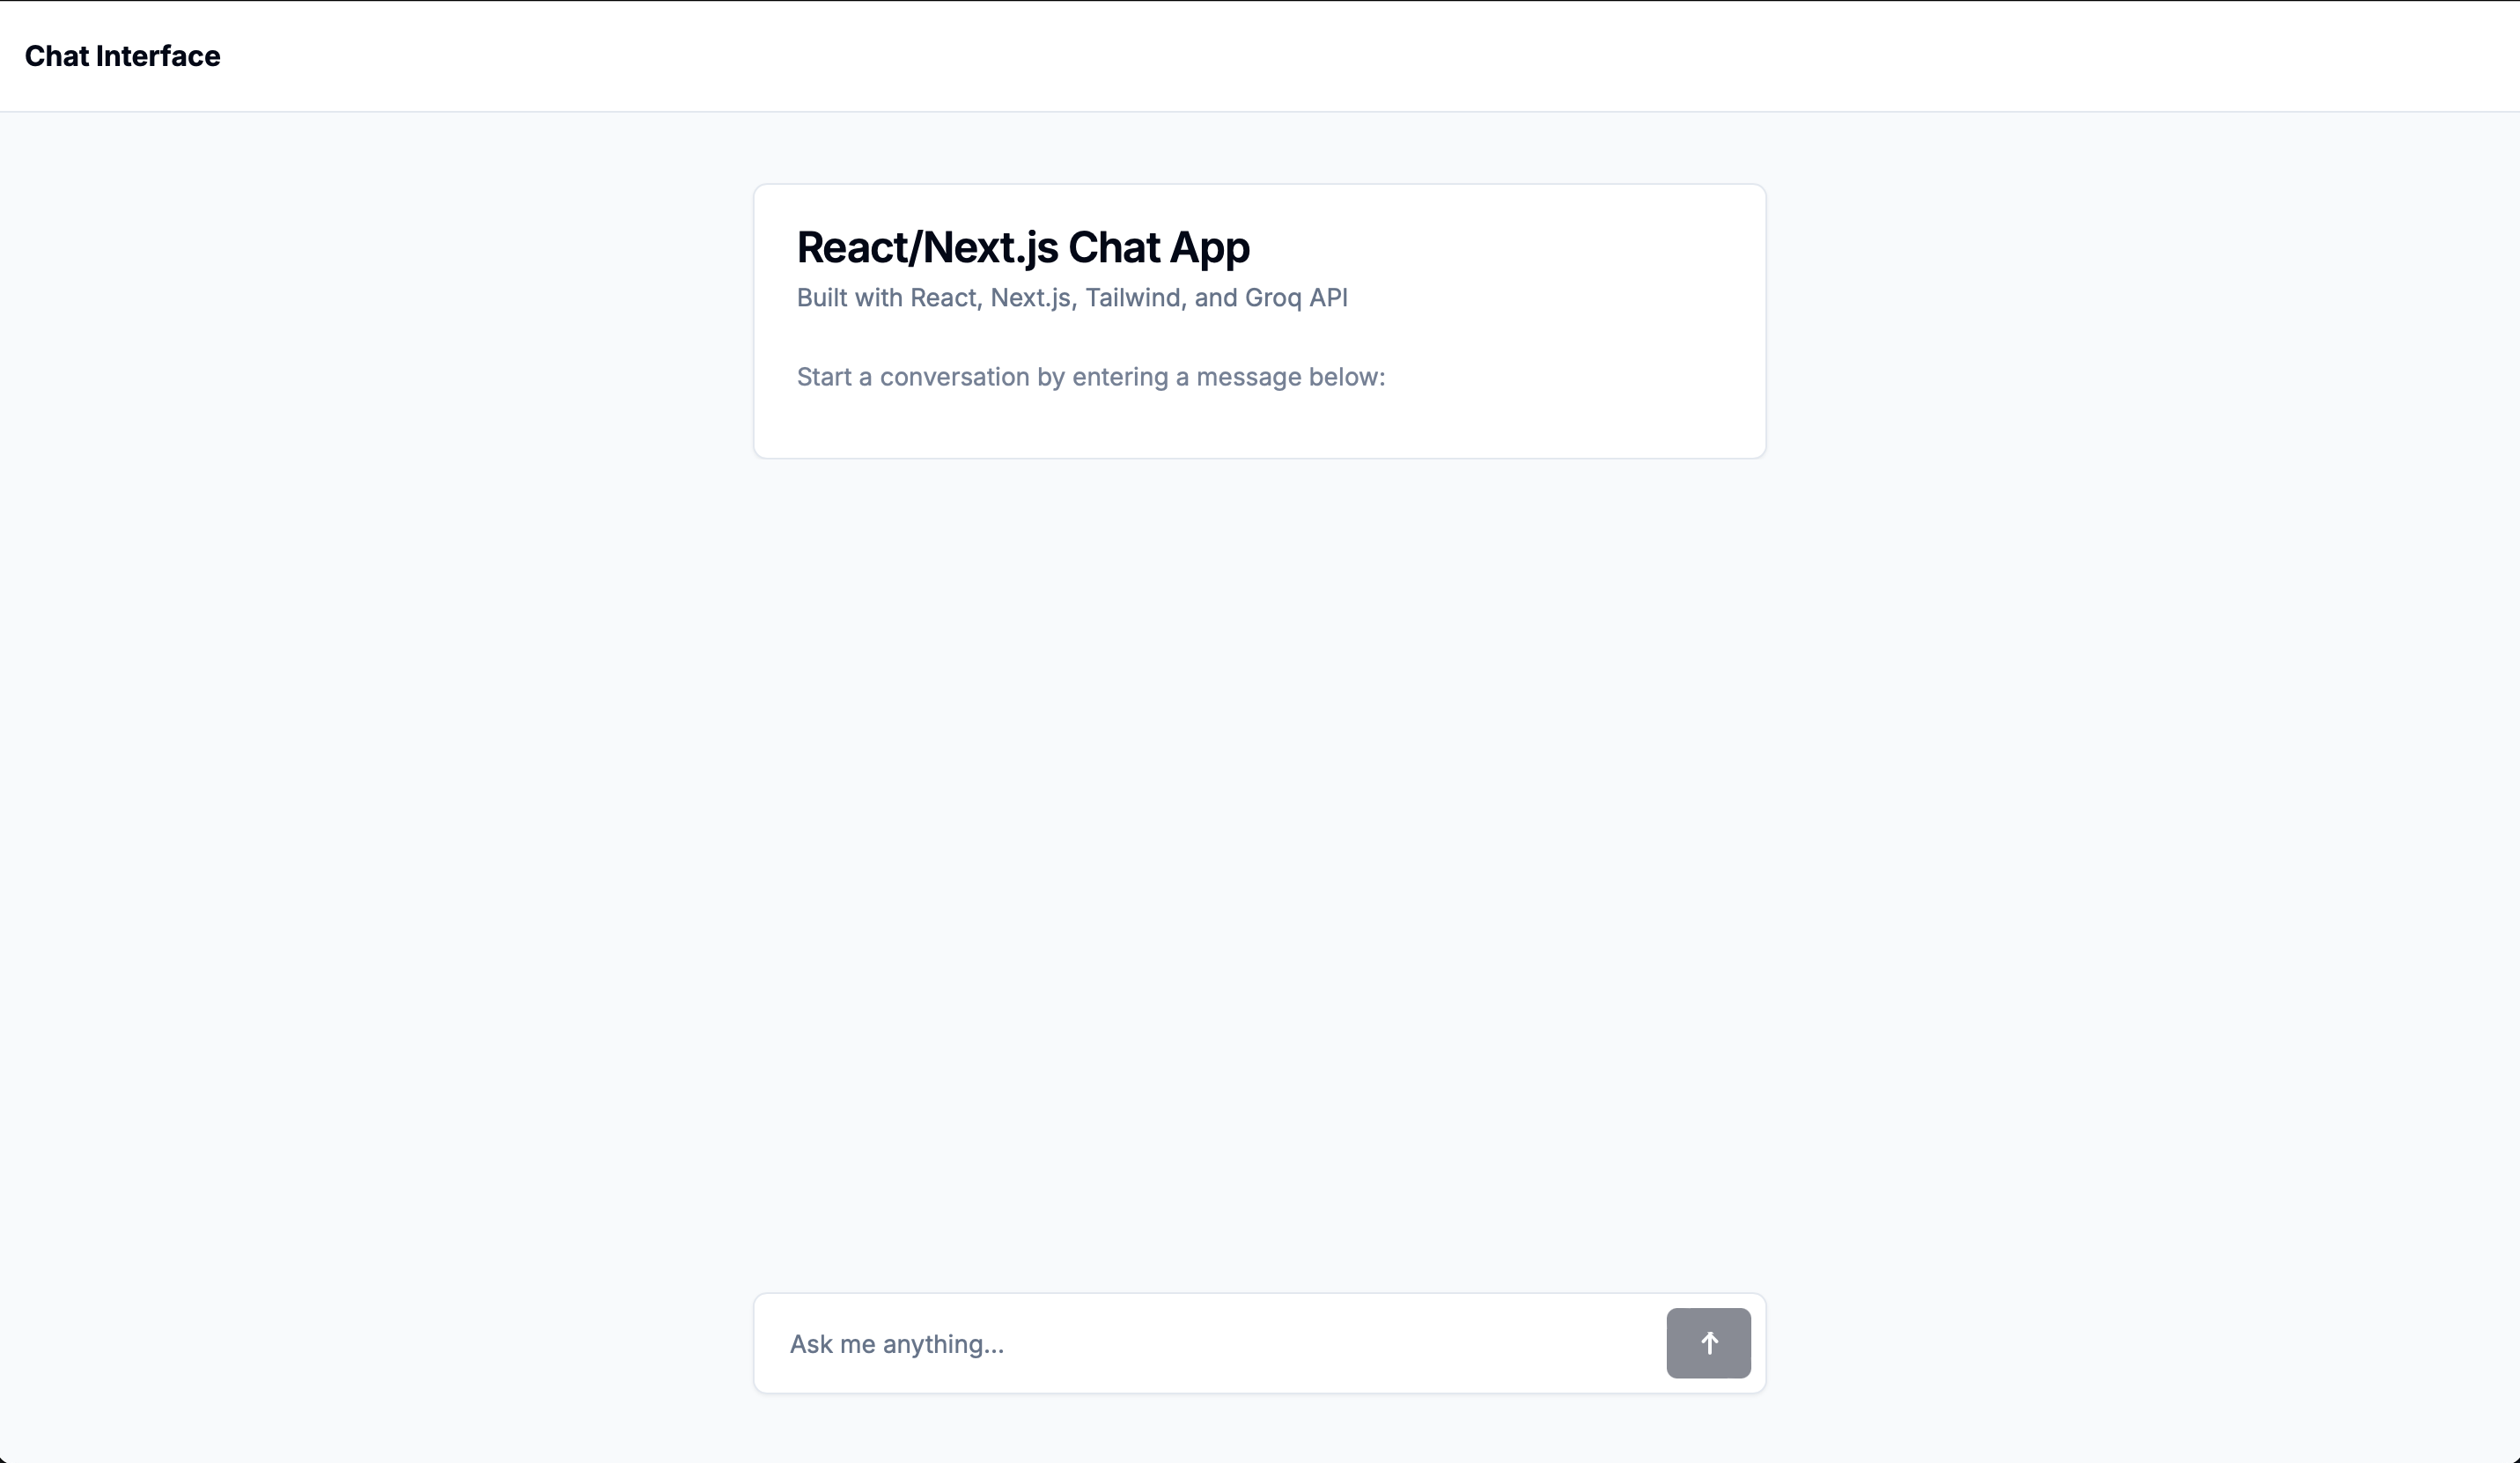 Chat Interface
React/Next.js Chat App
Built with React, Next.js, Tailwind, and Groq API
Start a conversation by entering a message below:
Ask me anything...